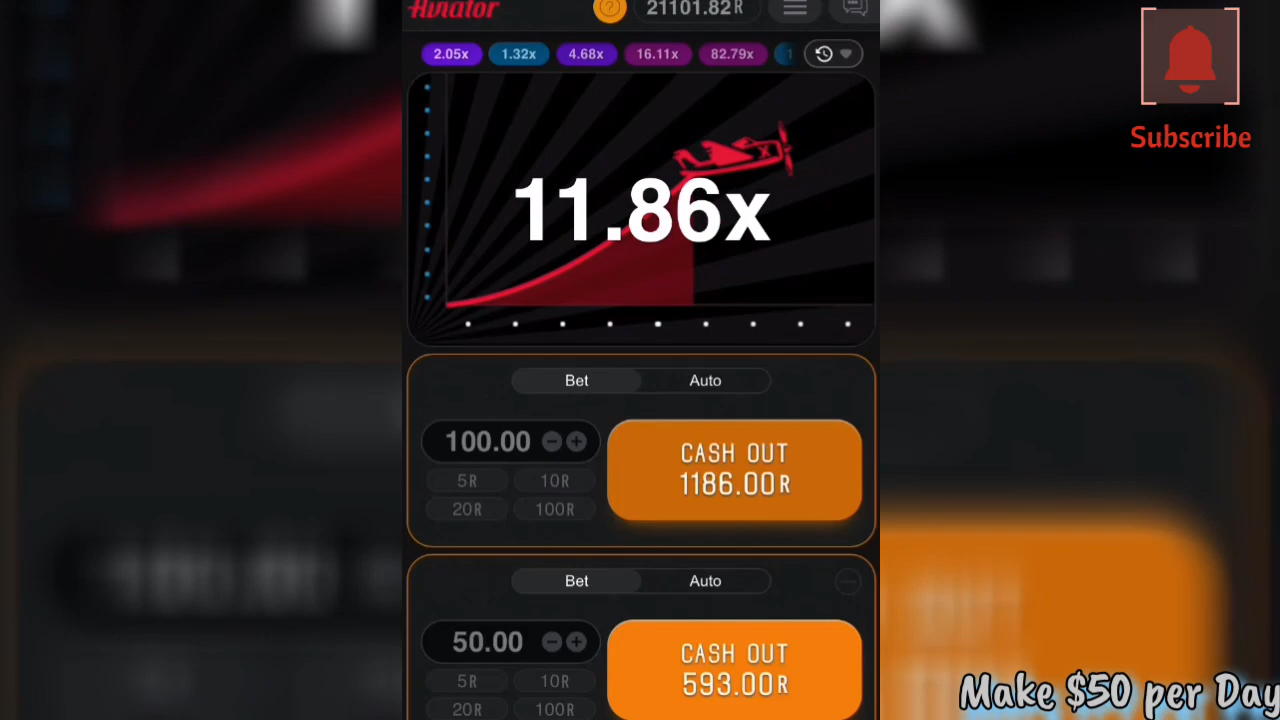 Aviator
21101.82 R
2.05x 1.32x 4.68x 16.11x 82.79x
Subscribe
11.86x
Bet Auto
100.00
CASH OUT
1186.00R
5R 10R
20R 100R
Bet Auto
50.00
CASH OUT
593.00R
5R 10R
20R 100R
Make $50 per Day